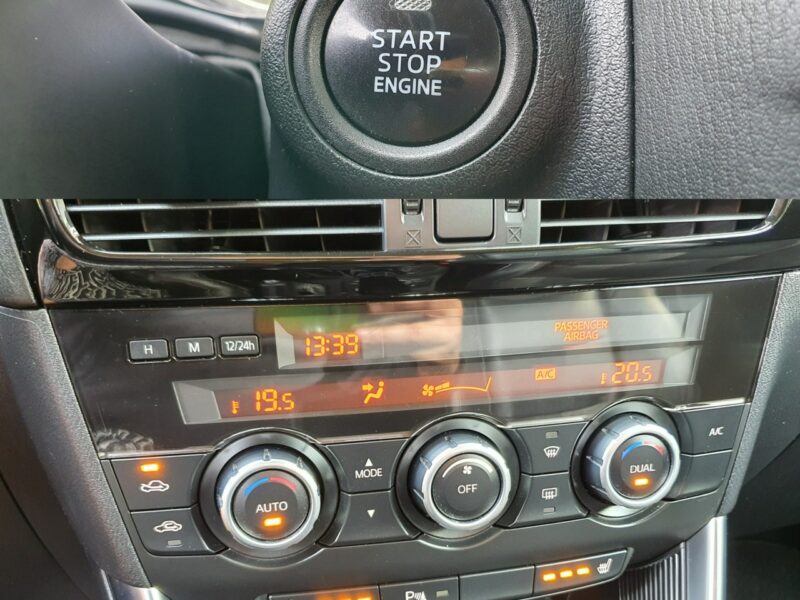 START
STOP
ENGINE
H M 12/24h 13:39 PASSENGER
AIRBAG
19.5 A/C 20.5
AUTO
MODE
OFF
DUAL
A/C
P